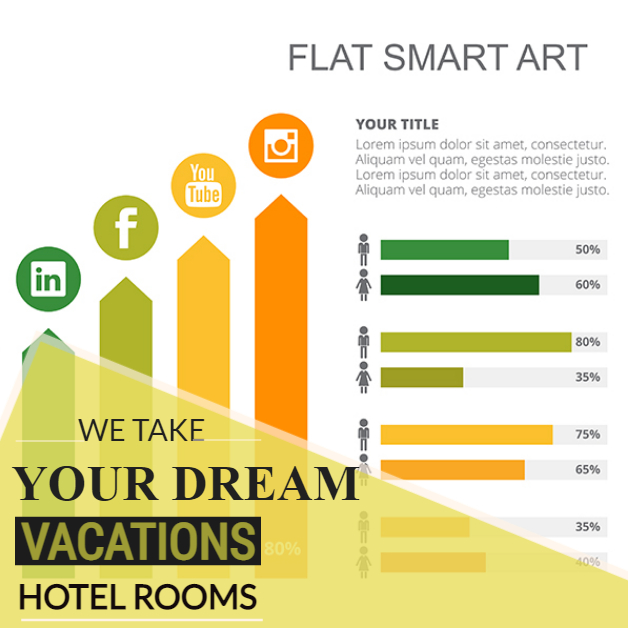 FLAT SMART ART
YOUR TITLE
Lorem ipsum dolor sit amet, consectetur.
Aliquam vel quam, egestas molestie justo.
Lorem ipsum dolor sit amet, consectetur.
Aliquam vel quam, egestas molestie justo.
in
f
You
Tube
50%
60%
80%
35%
75%
65%
35%
40%
80%
WE TAKE
YOUR DREAM
VACATIONS
HOTEL ROOMS